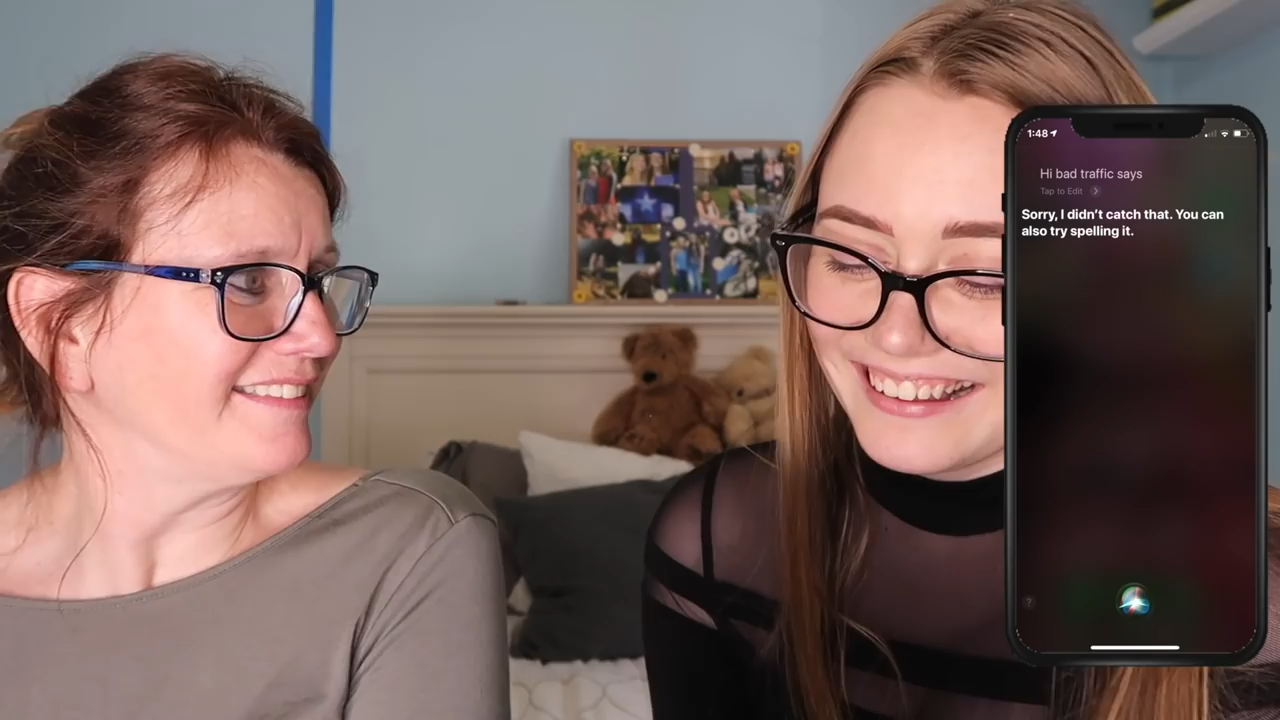 1:48
Hi bad traffic says
Tap to Edit
Sorry, I didn't catch that. You can
also try spelling it.
?